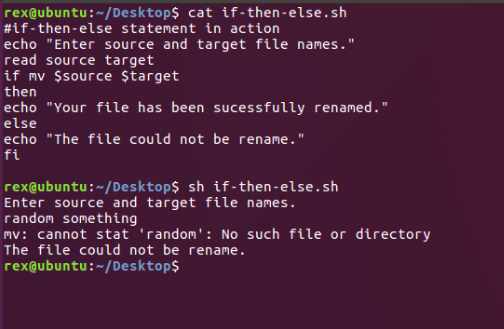 rex@ubuntu:~/Desktop$ cat if-then-else.sh
#if-then-else statement in action
echo "Enter source and target file names."
read source target
if mv $source $target
then
echo "Your file has been sucessfully renamed."
else
echo "The file could not be rename."
fi
rex@ubuntu:~/Desktop$ sh if-then-else.sh
Enter source and target file names.
random something
mv: cannot stat 'random': No such file or directory
The file could not be rename.
rex@ubuntu:~/Desktop$